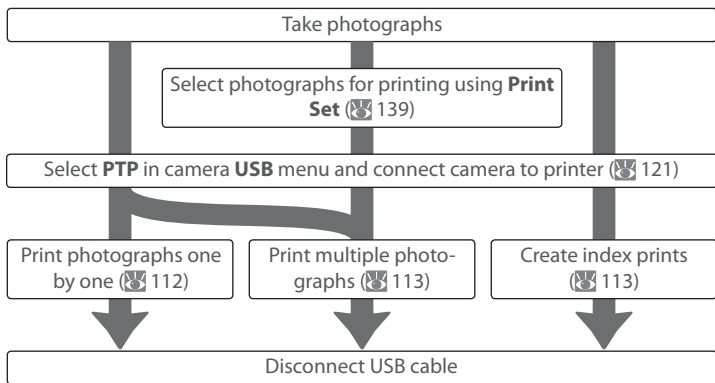 Take photographs
Select photographs for printing using Print
Set ( 139)
Select PTP in camera USB menu and connect camera to printer ( 121)
Print photographs one
by one ( 112)
Print multiple photo-
graphs ( 113)
Create index prints
( 113)
Disconnect USB cable